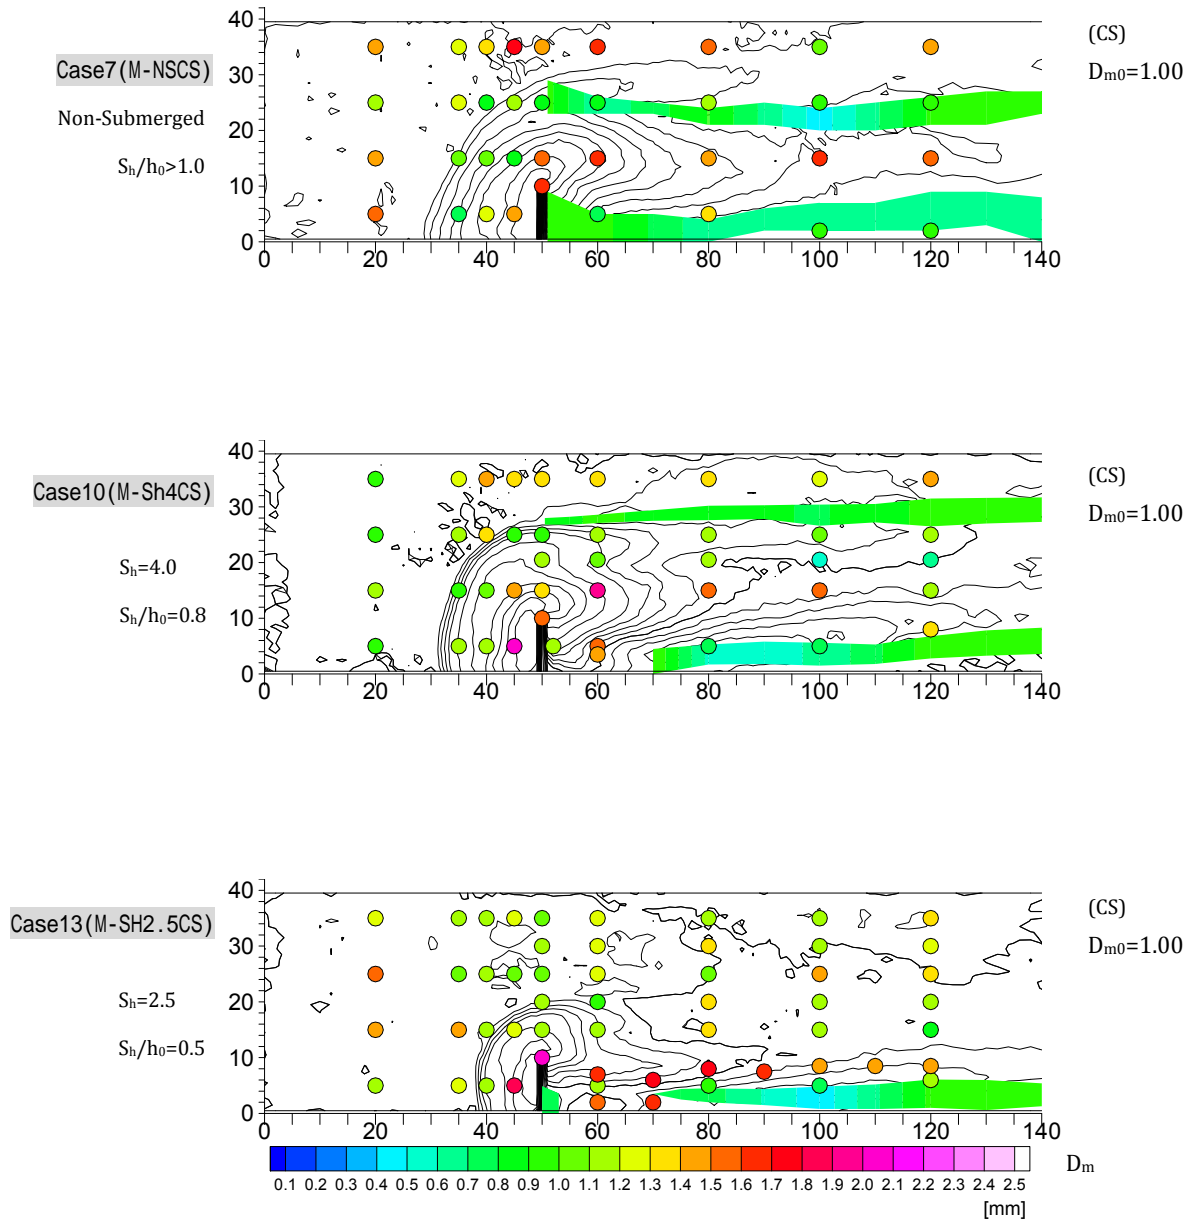 40
30
20
10
0
0 20 40 60 80 100 120 140
Case7(M-NSCS)
Non-Submerged
Sₕ/h₀>1.0
(CS)
Dₘ₀=1.00
40
30
20
10
0
0 20 40 60 80 100 120 140
Case10(M-Sh4CS)
Sₕ=4.0
Sₕ/h₀=0.8
(CS)
Dₘ₀=1.00
40
30
20
10
0
0 20 40 60 80 100 120 140
Case13(M-SH2.5CS)
Sₕ=2.5
Sₕ/h₀=0.5
(CS)
Dₘ₀=1.00
0.1 0.2 0.3 0.4 0.5 0.6 0.7 0.8 0.9 1.0 1.1 1.2 1.3 1.4 1.5 1.6 1.7 1.8 1.9 2.0 2.1 2.2 2.3 2.4 2.5
Dₘ
[mm]